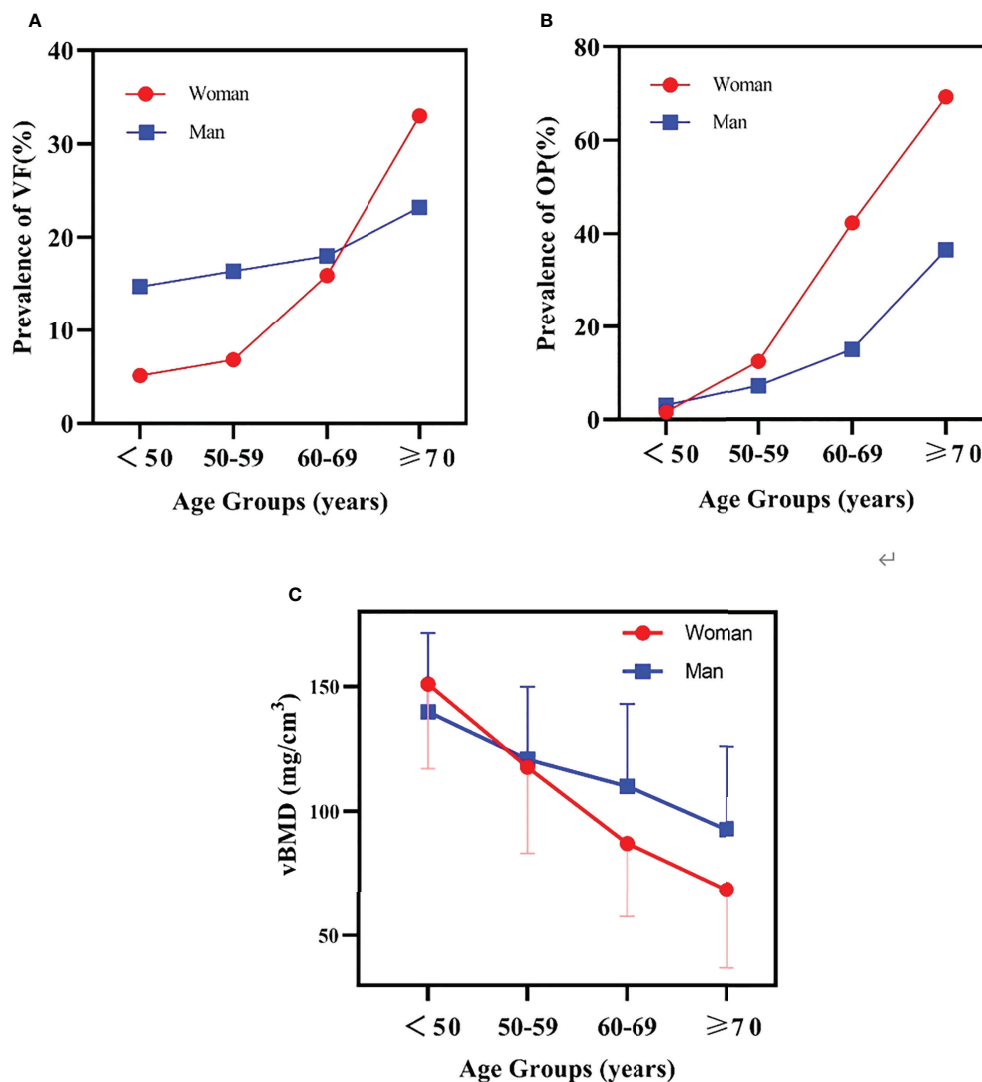 A
40
30
20
10
0
Prevalence of VF(%)
Woman
Man
<50
50-59
60-69
≥70
Age Groups (years)
B
80
60
40
20
0
Prevalence of OP(%)
Woman
Man
<50
50-59
60-69
≥70
Age Groups (years)
↵
C
150
100
50
vBMD (mg/cm³)
Woman
Man
<50
50-59
60-69
≥70
Age Groups (years)